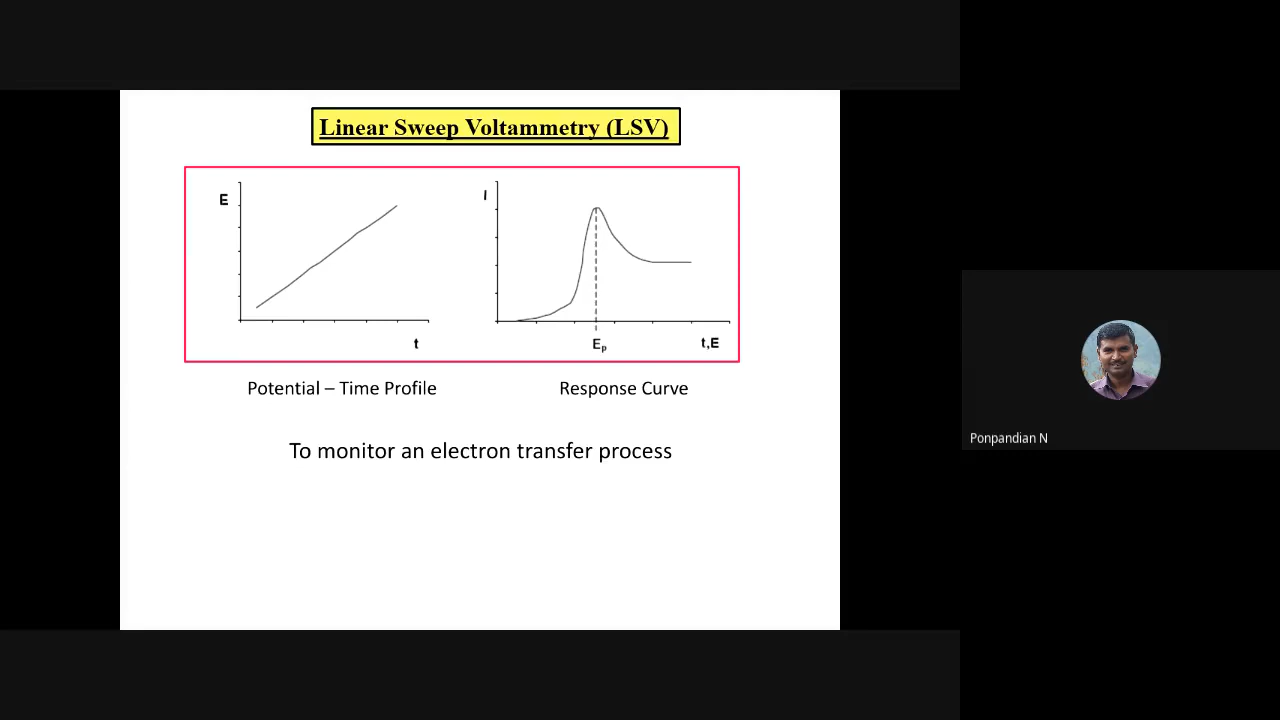 Linear Sweep Voltammetry (LSV)
E
t
I
Ep
t,E
Potential – Time Profile
Response Curve
To monitor an electron transfer process
Ponpandian N